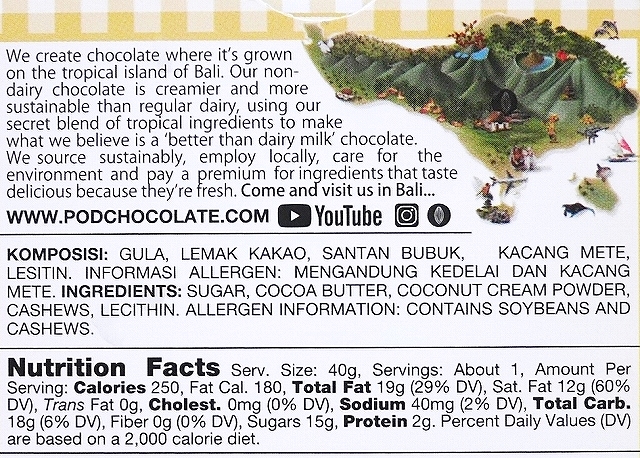 We create chocolate where it's grown
on the tropical island of Bali. Our non-
dairy chocolate is creamier and more
sustainable than regular dairy, using our
secret blend of tropical ingredients to make
what we believe is a 'better than dairy milk' chocolate.
We source sustainably, employ locally, care for the
environment and pay a premium for ingredients that taste
delicious because they're fresh. Come and visit us in Bali...
WWW.PODCHOCOLATE.COM YouTube
KOMPOSISI: GULA, LEMAK KAKAO, SANTAN BUBUK, KACANG METE,
LESITIN. INFORMASI ALLERGEN: MENGANDUNG KEDELAI DAN KACANG
METE. INGREDIENTS: SUGAR, COCOA BUTTER, COCONUT CREAM POWDER,
CASHEWS, LECITHIN. ALLERGEN INFORMATION: CONTAINS SOYBEANS AND
CASHEWS.
Nutrition Facts Serv. Size: 40g, Servings: About 1, Amount Per
Serving: Calories 250, Fat Cal. 180, Total Fat 19g (29% DV), Sat. Fat 12g (60%
DV), Trans Fat 0g, Cholest. 0mg (0% DV), Sodium 40mg (2% DV), Total Carb.
18g (6% DV), Fiber 0g (0% DV), Sugars 15g, Protein 2g. Percent Daily Values (DV)
are based on a 2,000 calorie diet.